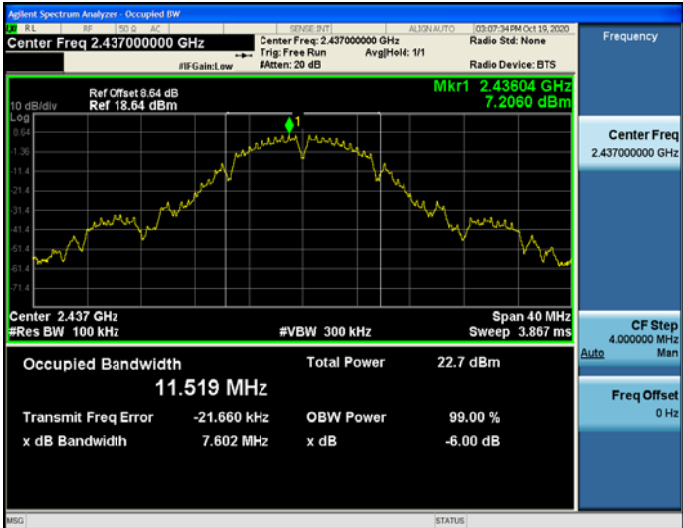 Agilent Spectrum Analyzer - Occupied BW
RL RF 50 Ω AC SENSE:INT ALIGN AUTO 03:07:34 PM Oct 19, 2020
Center Freq 2.437000000 GHz
Center Freq: 2.437000000 GHz
Radio Std: None
Trig: Free Run Avg|Hold: 1/1
#IFGain:Low #Atten: 20 dB Radio Device: BTS
Frequency
Ref Offset 8.64 dB
Mkr1 2.43604 GHz
10 dB/div Ref 18.64 dBm 7.2060 dBm
Log
1
8.64
-1.36
-11.4
-21.4
-31.4
-41.4
-51.4
-61.4
-71.4
Center 2.437 GHz Span 40 MHz
#Res BW 100 kHz #VBW 300 kHz Sweep 3.867 ms
Occupied Bandwidth Total Power 22.7 dBm
11.519 MHz
Transmit Freq Error -21.660 kHz OBW Power 99.00 %
x dB Bandwidth 7.602 MHz x dB -6.00 dB
Center Freq
2.437000000 GHz
CF Step
4.000000 MHz
Auto Man
Freq Offset
0 Hz
MSG STATUS